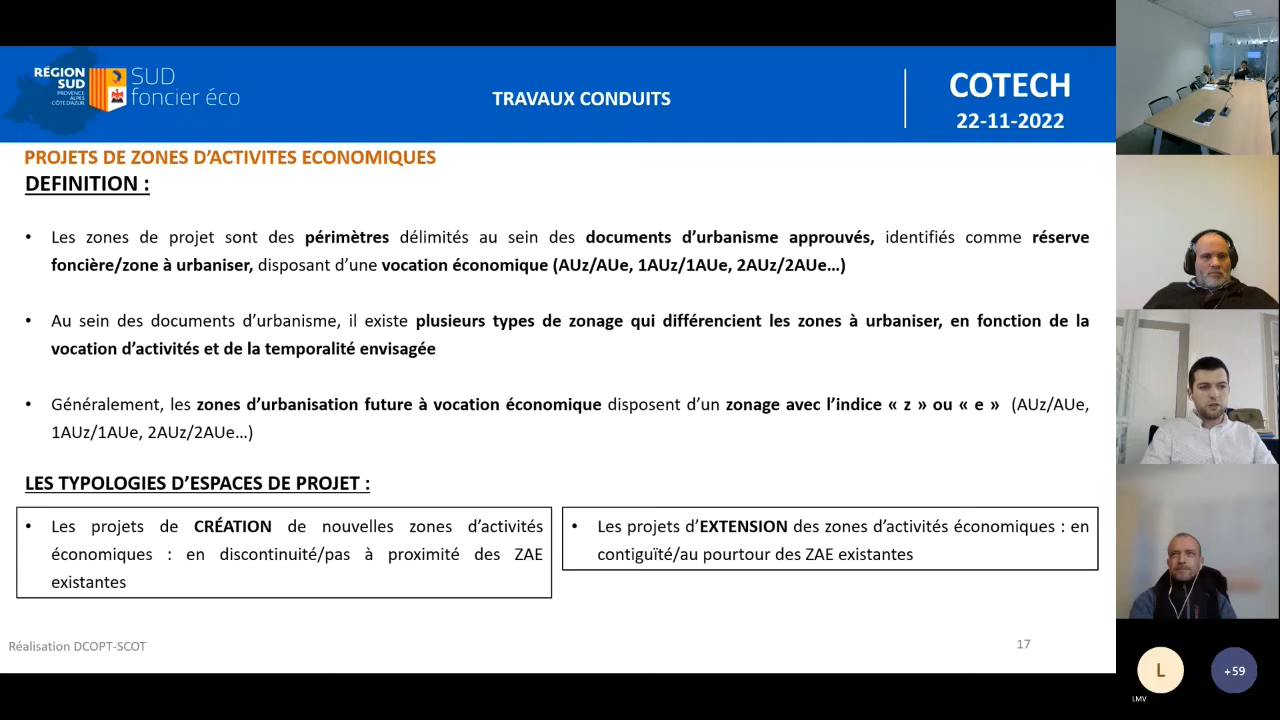 RÉGION
SUD
PROVENCE
ALPES
CÔTE D'AZUR
SUD
foncier éco
TRAVAUX CONDUITS
COTECH
22-11-2022
PROJETS DE ZONES D'ACTIVITES ECONOMIQUES
DEFINITION :
• Les zones de projet sont des périmètres délimités au sein des documents d'urbanisme approuvés, identifiés comme réserve
foncière/zone à urbaniser, disposant d'une vocation économique (AUz/AUe, 1AUz/1AUe, 2AUz/2AUe…)
• Au sein des documents d'urbanisme, il existe plusieurs types de zonage qui différencient les zones à urbaniser, en fonction de la
vocation d'activités et de la temporalité envisagée
• Généralement, les zones d'urbanisation future à vocation économique disposent d'un zonage avec l'indice « z » ou « e » (AUz/AUe,
1AUz/1AUe, 2AUz/2AUe…)
LES TYPOLOGIES D'ESPACES DE PROJET :
• Les projets de CRÉATION de nouvelles zones d'activités
économiques : en discontinuité/pas à proximité des ZAE
existantes
• Les projets d'EXTENSION des zones d'activités économiques : en
contiguïté/au pourtour des ZAE existantes
Réalisation DCOPT-SCOT
17
L
LMV
+59